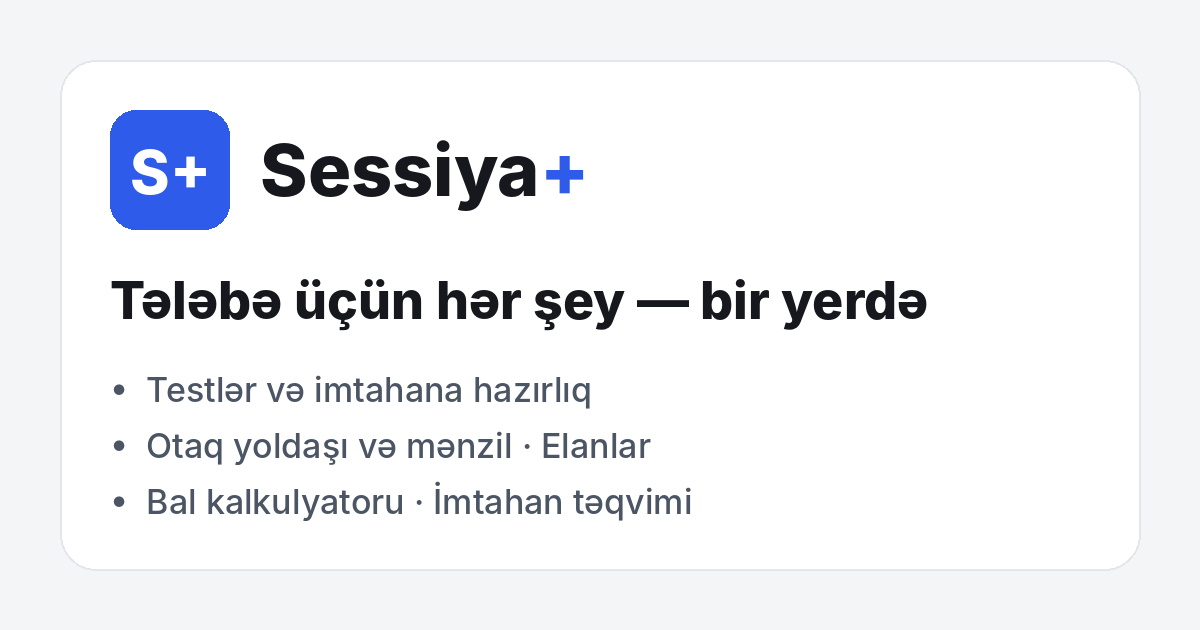 S+ Sessiya+
Tələbə üçün hər şey — bir yerdə
• Testlər və imtahana hazırlıq
• Otaq yoldaşı və mənzil · Elanlar
• Bal kalkulyatoru · İmtahan təqvimi